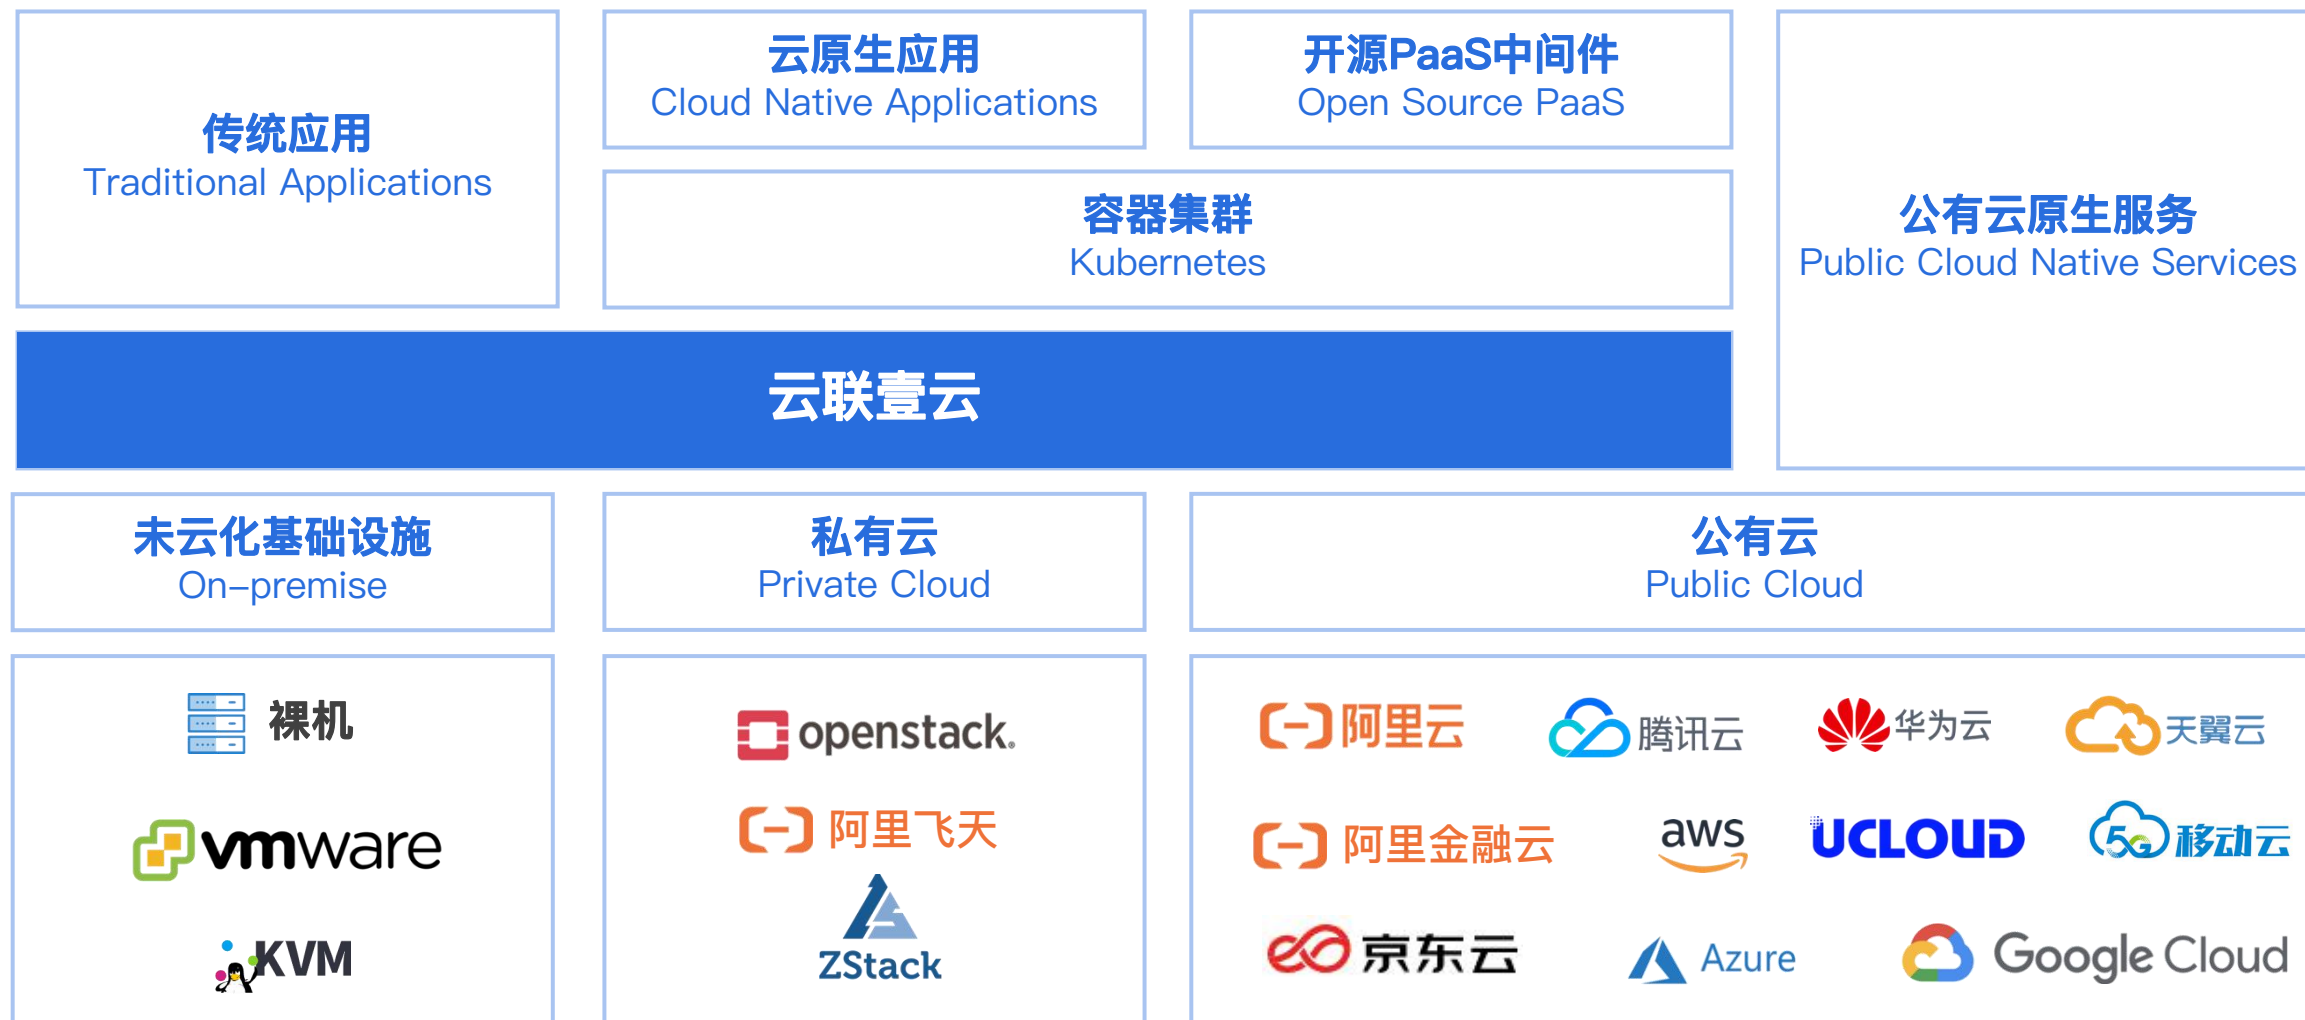 传统应用
Traditional Applications
云原生应用
Cloud Native Applications
开源PaaS中间件
Open Source PaaS
容器集群
Kubernetes
公有云原生服务
Public Cloud Native Services
云联壹云
未云化基础设施
On-premise
私有云
Private Cloud
公有云
Public Cloud
裸机
vmware
KVM
openstack.
阿里飞天
ZStack
阿里云
腾讯云
华为云
天翼云
阿里金融云
aws
UCLOUD
5G 移动云
京东云
Azure
Google Cloud